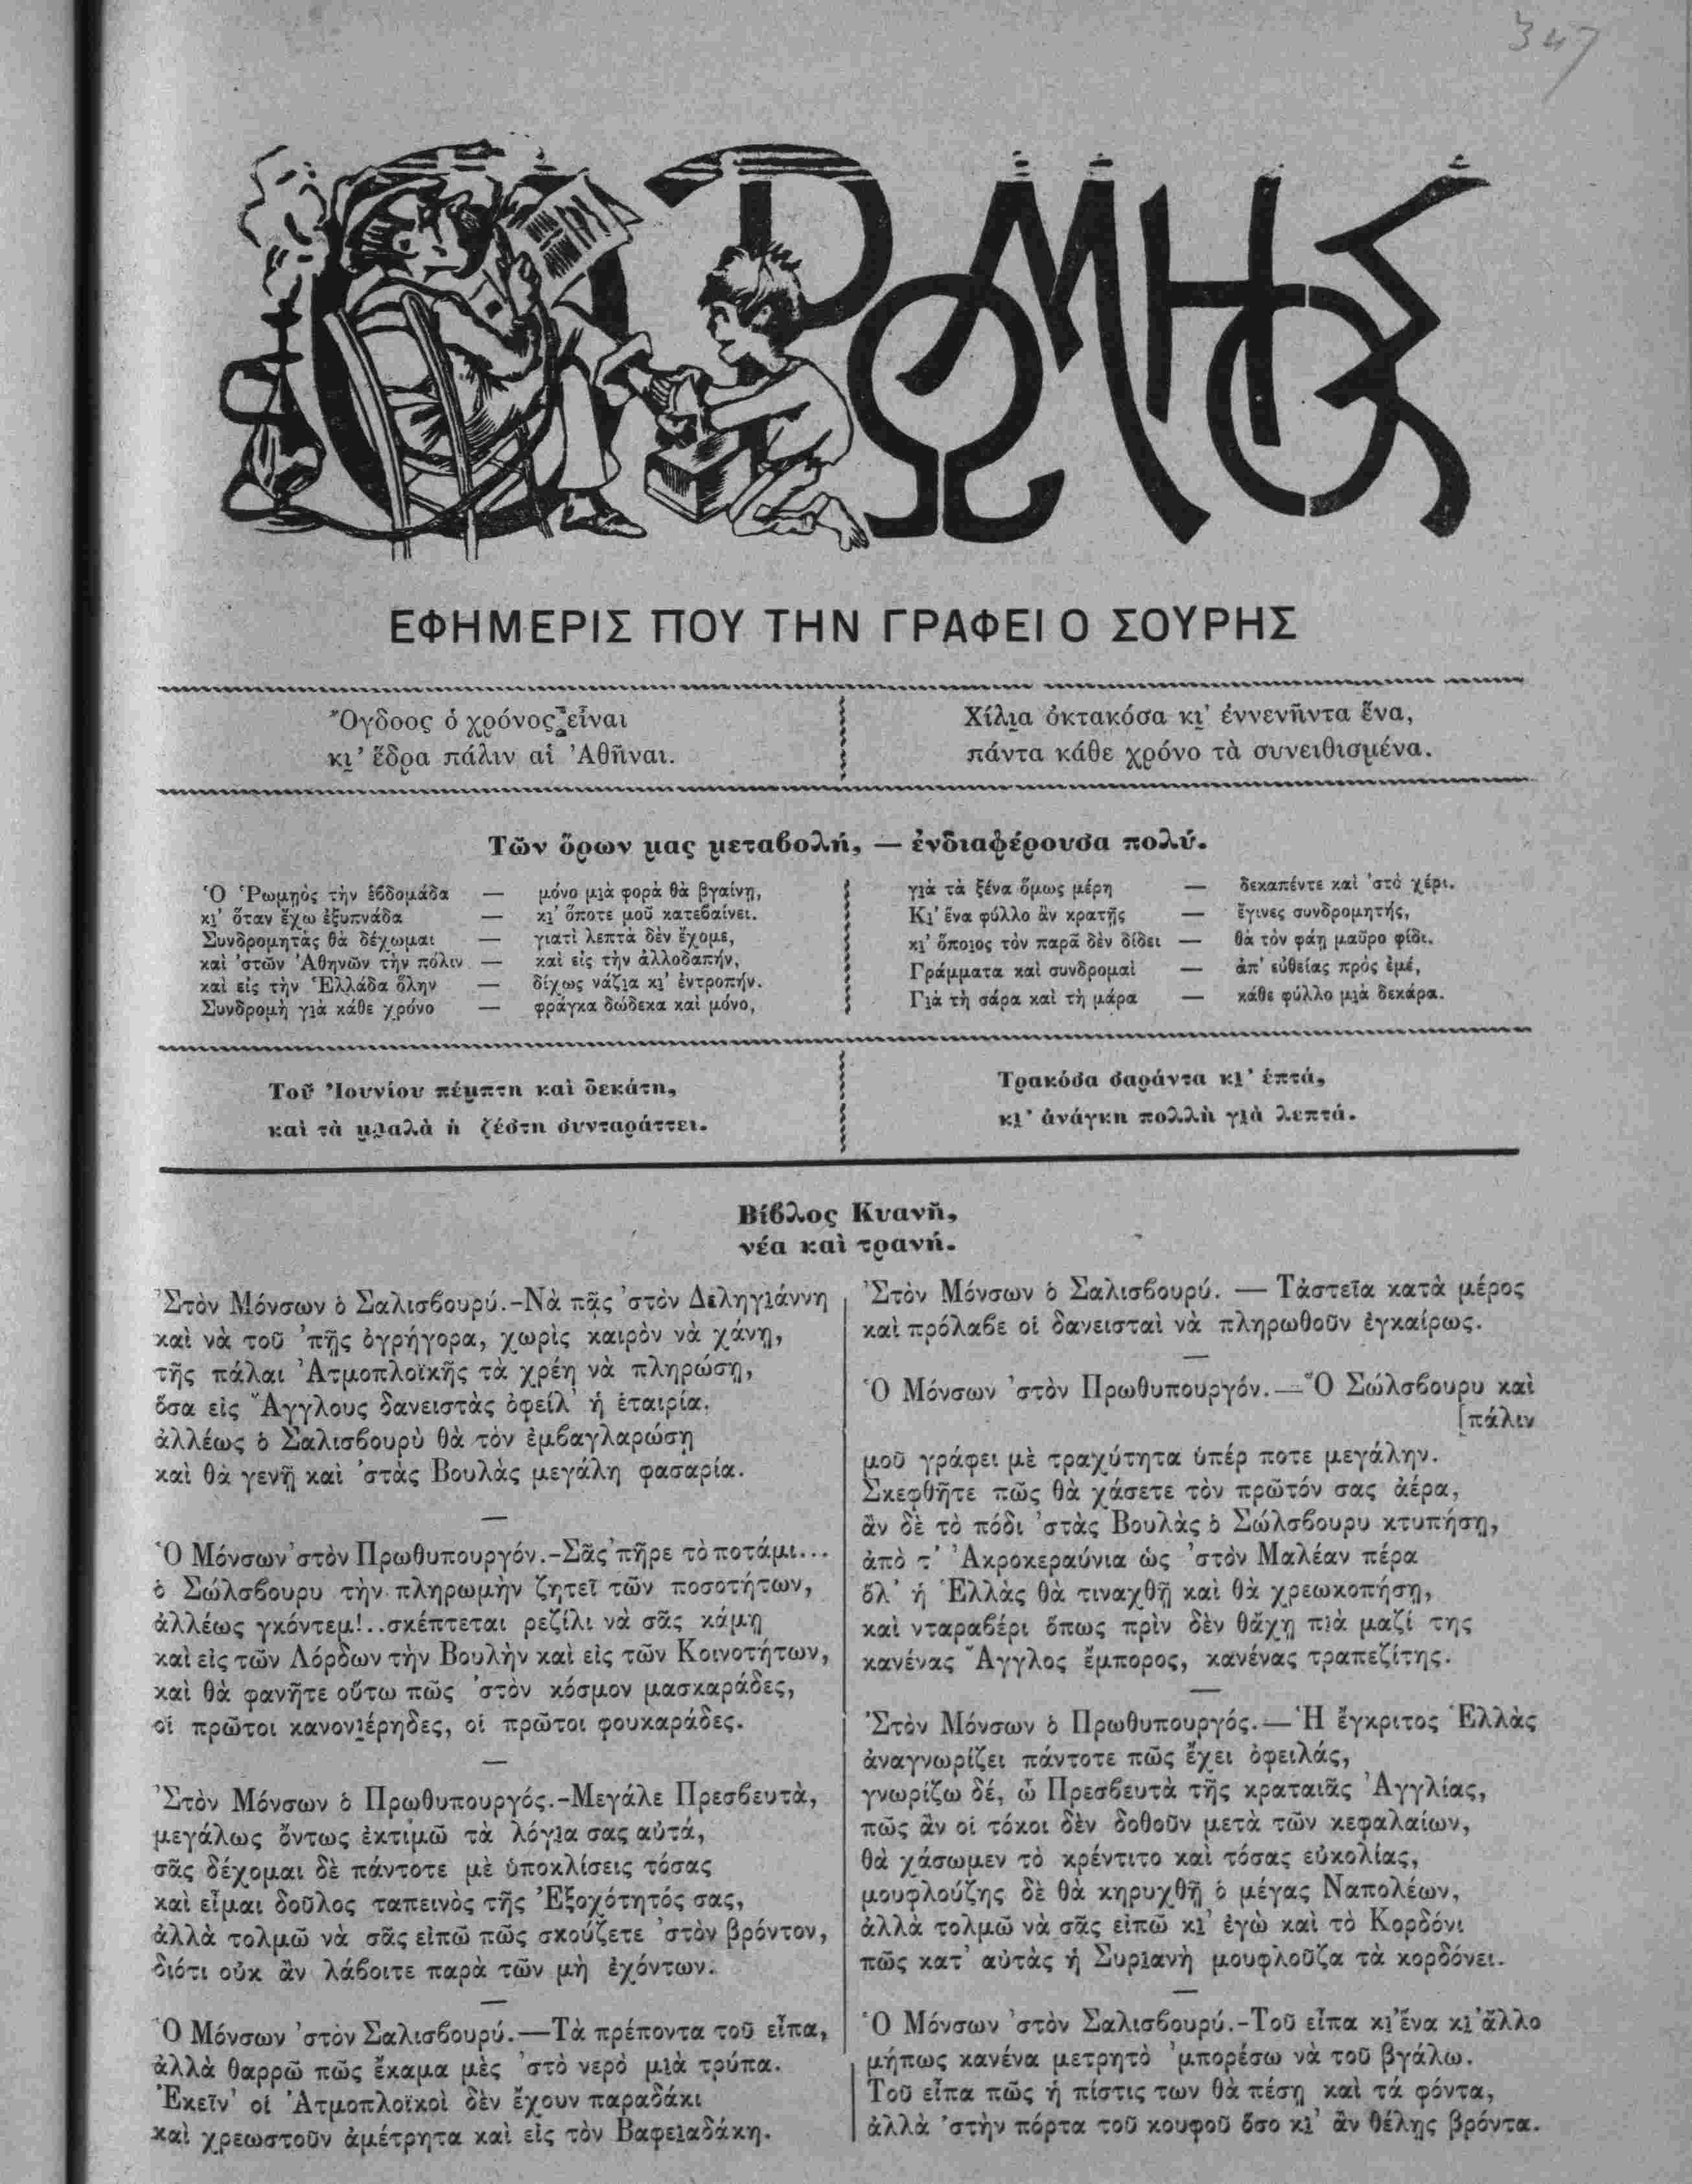 347
Ο ΡΩΜΗΟΣ
ΕΦΗΜΕΡΙΣ ΠΟΥ ΤΗΝ ΓΡΑΦΕΙ Ο ΣΟΥΡΗΣ
Ὄγδοος ὁ χρόνος εἶναι
κι̯ ' ἕδρα πάλιν αἱ Ἀθῆναι.
Χίλι̯α ὀκτακόσα κι̯ ' ἐννενῆντα ἕνα,
πάντα κάθε χρόνο τὰ συνειθισμένα.
Τῶν ὅρων μας μεταβολή, — ἐνδιαφέρουσα πολύ.
Ὁ Ῥωμηὸς τὴν ἑβδομάδα — μόνο μι̯ὰ φορὰ θὰ βγαίνῃ,
κι̯ ' ὅταν ἔχω ἐξυπνάδα — κι̯ ' ὅποτε μοῦ κατεβαίνει.
Συνδρομητὰς θὰ δέχωμαι — γιατὶ λεπτὰ δὲν ἔχομε,
καὶ 'στῶν Ἀθηνῶν τὴν πόλιν — καὶ εἰς τὴν ἀλλοδαπήν,
καὶ εἰς τὴν Ἑλλάδα ὅλην — δίχως νάζι̯α κι̯ ' ἐντροπήν.
Συνδρομὴ γι̯ὰ κάθε χρόνο — φράγκα δώδεκα καὶ μόνο,
γι̯ὰ τὰ ξένα ὅμως μέρη — δεκαπέντε καὶ 'στὸ χέρι.
Κι̯ ' ἕνα φύλλο ἂν κρατῇς — ἔγινες συνδρομητής,
κι̯ ' ὅποι̯ος τὸν παρᾶ δὲν δίδει — θὰ τὸν φάῃ μαῦρο φίδι.
Γράμματα καὶ συνδρομαὶ — ἀπ' εὐθείας πρὸς ἐμέ,
Γι̯ὰ τὴ σάρα καὶ τὴ μάρα — κάθε φύλλο μι̯ὰ δεκάρα.
Τοῦ Ἰουνίου πέμπτη καὶ δεκάτη,
καὶ τὰ μυαλὰ ἡ ζέστη συνταράττει.
Τρακόσα σαράντα κι̯ ' ἑπτά,
κι̯ ' ἀνάγκη πολλὴ γι̯ὰ λεπτά.
Βίβλος Κυανῆ,
νέα καὶ τρανή.
Ὁτὸν Μόνσων ὁ Σαλισβουρύ.-Νὰ πᾷς 'στὸν Δεληγι̯άννη
καὶ νὰ τοῦ 'πῇς ὀγρήγορα, χωρὶς καιρὸν νὰ χάνῃ,
τῆς πάλαι Ἀτμοπλοϊκῆς τὰ χρέη νὰ πληρώσῃ,
ὅσα εἰς Ἄγγλους δανειστὰς ὀφείλ' ἡ ἑταιρία,
ἀλλέως ὁ Σαλισβουρὺ θὰ τὸν ἐμβαγλαρώσῃ
καὶ θὰ γενῇ καὶ 'στὰς Βουλὰς μεγάλη φασαρία.
—
Ὁ Μόνσων 'στὸν Πρωθυπουργόν.-Σᾶς 'πῆρε τὸ ποτάμι...
ὁ Σώλσβουρυ τὴν πληρωμὴν ζητεῖ τῶν ποσοτήτων,
ἀλλέως γκόντεμ!..σκέπτεται ρεζίλι νὰ σᾶς κάμῃ
καὶ εἰς τῶν Λόρδων τὴν Βουλὴν καὶ εἰς τῶν Κοινοτήτων,
καὶ θὰ φανῆτε οὕτω πῶς 'στὸν κόσμον μασκαράδες,
οἱ πρῶτοι κανονι̯έρηδες, οἱ πρῶτοι φουκαράδες.
—
'Στὸν Μόνσων ὁ Πρωθυπουργός.-Μεγάλε Πρεσβευτὰ,
μεγάλως ὄντως ἐκτιμῶ τὰ λόγι̯α σας αὐτά,
σᾶς δέχομαι δὲ πάντοτε μὲ ὑποκλίσεις τόσας
καὶ εἶμαι δοῦλος ταπεινὸς τῆς Ἐξοχότητός σας,
ἀλλὰ τολμῶ νὰ σᾶς εἰπῶ πῶς σκούζετε 'στὸν βρόντον,
διότι οὐκ ἂν λάβοιτε παρὰ τῶν μὴ ἐχόντων.
—
Ὁ Μόνσων 'στὸν Σαλισβουρύ.—Τὰ πρέποντα τοῦ εἶπα,
ἀλλὰ θαρρῶ πῶς ἔκαμα μὲς 'στὸ νερὸ μι̯ὰ τρύπα.
Ἐκεῖν' οἱ Ἀτμοπλοϊκοὶ δὲν ἔχουν παραδάκι
καὶ χρεωστοῦν ἀμέτρητα καὶ εἰς τὸν Βαφει̯αδάκη.
'Στὸν Μόνσων ὁ Σαλισβουρύ. — Τἀστεῖα κατὰ μέρος
καὶ πρόλαβε οἱ δανεισταὶ νὰ πληρωθοῦν ἐγκαίρως.
—
Ὁ Μόνσων 'στὸν Πρωθυπουργόν.—Ὁ Σώλσβουρυ καὶ
[πάλιν
μοῦ γράφει μὲ τραχύτητα ὑπέρ ποτε μεγάλην.
Σκεφθῆτε πῶς θὰ χάσετε τὸν πρῶτόν σας ἀέρα,
ἂν δὲ τὸ πόδι 'στὰς Βουλὰς ὁ Σώλσβουρυ κτυπήσῃ,
ἀπὸ τ' Ἀκροκεραύνια ὡς 'στὸν Μαλέαν πέρα
ὅλ' ἡ Ἑλλὰς θὰ τιναχθῇ καὶ θὰ χρεωκοπήσῃ,
καὶ νταραβέρι ὅπως πρὶν δὲν θἄχῃ πι̯ὰ μαζί της
κανένας Ἄγγλος ἔμπορος, κανένας τραπεζίτης.
—
'Στὸν Μόνσων ὁ Πρωθυπουργός.—Ἡ ἔγκριτος Ἑλλὰς
ἀναγνωρίζει πάντοτε πῶς ἔχει ὀφειλάς,
γνωρίζω δέ, ὦ Πρεσβευτὰ τῆς κραταιᾶς Ἀγγλίας,
πῶς ἂν οἱ τόκοι δὲν δοθοῦν μετὰ τῶν κεφαλαίων,
θὰ χάσωμεν τὸ κρέντιτο καὶ τόσας εὐκολίας,
μουφλούζης δὲ θὰ κηρυχθῇ ὁ μέγας Ναπολέων,
ἀλλὰ τολμῶ νὰ σᾶς εἰπῶ κι̯ ' ἐγὼ καὶ τὸ Κορδόνι
πῶς κατ' αὐτὰς ἡ Συρι̯ανὴ μουφλοῦζα τὰ κορδόνει.
—
Ὁ Μόνσων 'στὸν Σαλισβουρύ.-Τοῦ εἶπα κι̯ 'ἕνα κι̯ 'ἄλλο
μήπως κανένα μετρητὸ 'μπορέσω νὰ τοῦ βγάλω.
Τοῦ εἶπα πῶς ἡ πίστις των θὰ πέσῃ καὶ τὰ φόντα,
ἀλλὰ 'στὴν πόρτα τοῦ κουφοῦ ὅσο κι̯ ' ἂν θέλῃς βρόντα.